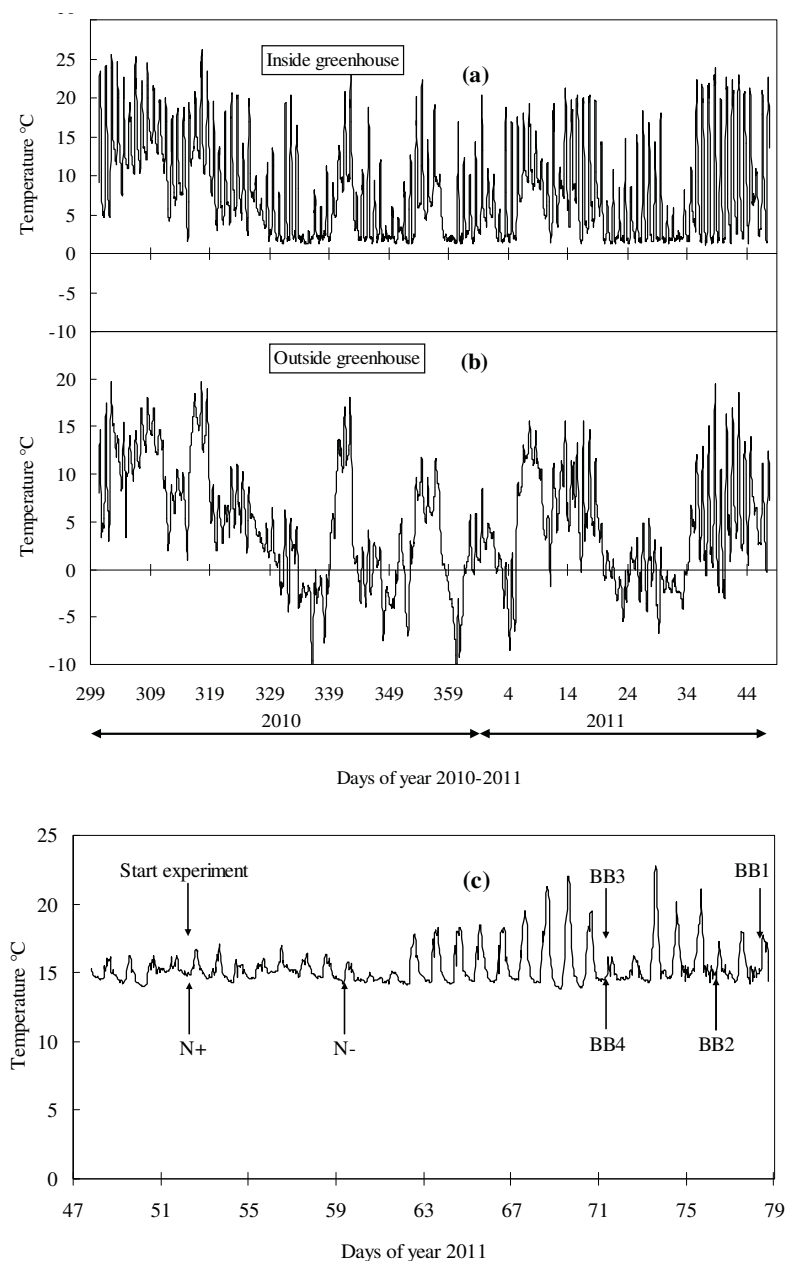 Inside greenhouse
(a)
Temperature °C
25
20
15
10
5
0
-5
-10
Outside greenhouse
(b)
Temperature °C
20
15
10
5
0
-5
-10
299 309 319 329 339 349 359 4 14 24 34 44
2010 2011
Days of year 2010-2011
25
Start experiment
(c)
BB3
BB1
20
Temperature °C
15
N+
N-
BB4
BB2
10
5
0
47 51 55 59 63 67 71 75 79
Days of year 2011